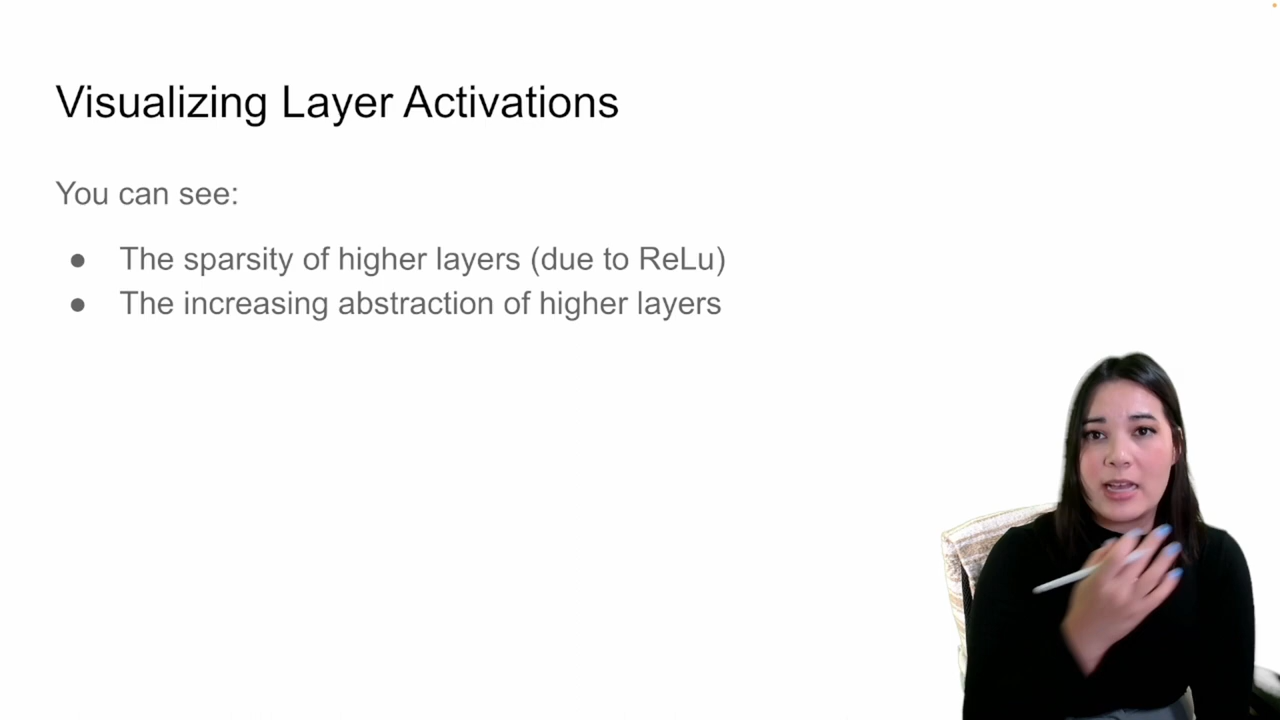 Visualizing Layer Activations
You can see:
● The sparsity of higher layers (due to ReLu)
● The increasing abstraction of higher layers